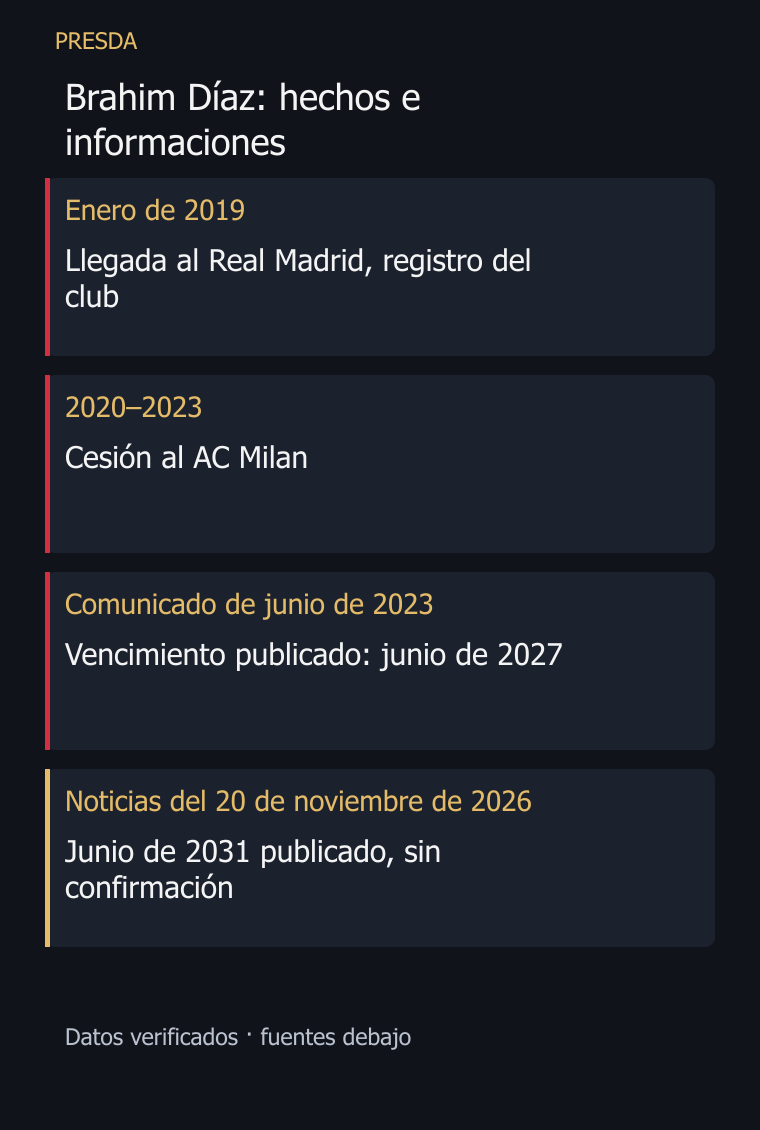 PRESDA
Brahim Díaz: hechos e
informaciones
Enero de 2019
Llegada al Real Madrid, registro del
club
2020–2023
Cesión al AC Milan
Comunicado de junio de 2023
Vencimiento publicado: junio de 2027
Noticias del 20 de noviembre de 2026
Junio de 2031 publicado, sin
confirmación
Datos verificados · fuentes debajo